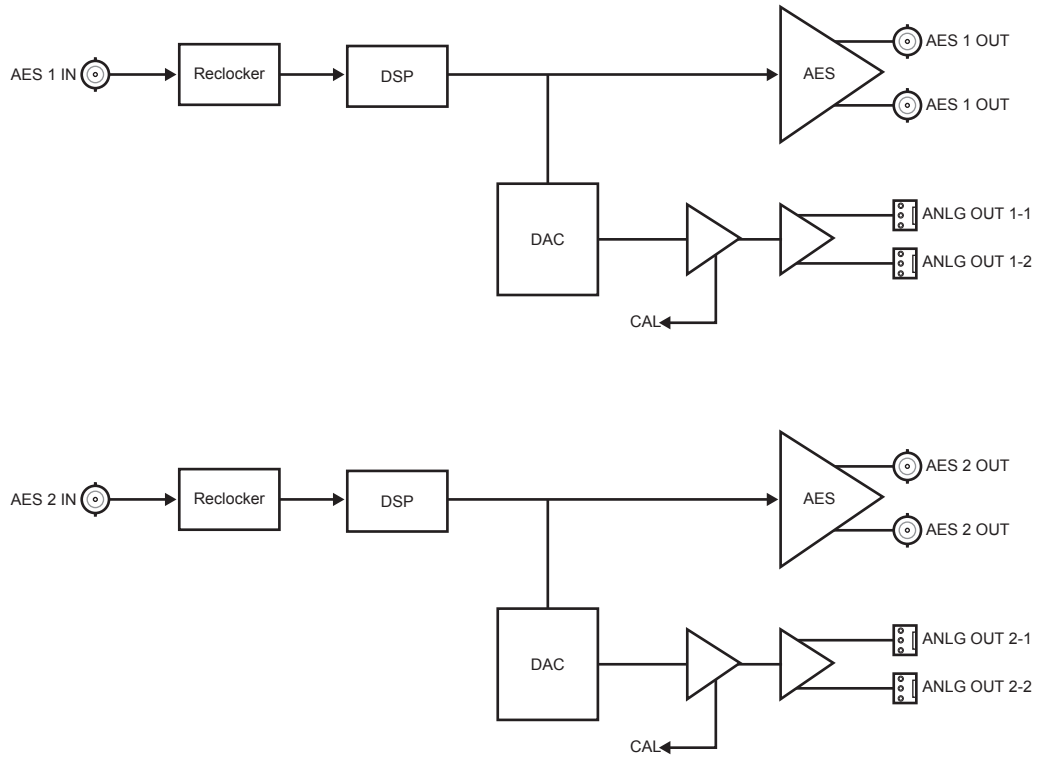 AES 1 IN
Reclocker
DSP
AES
AES 1 OUT
AES 1 OUT
DAC
ANLG OUT 1-1
ANLG OUT 1-2
CAL
AES 2 IN
Reclocker
DSP
AES
AES 2 OUT
AES 2 OUT
DAC
ANLG OUT 2-1
ANLG OUT 2-2
CAL